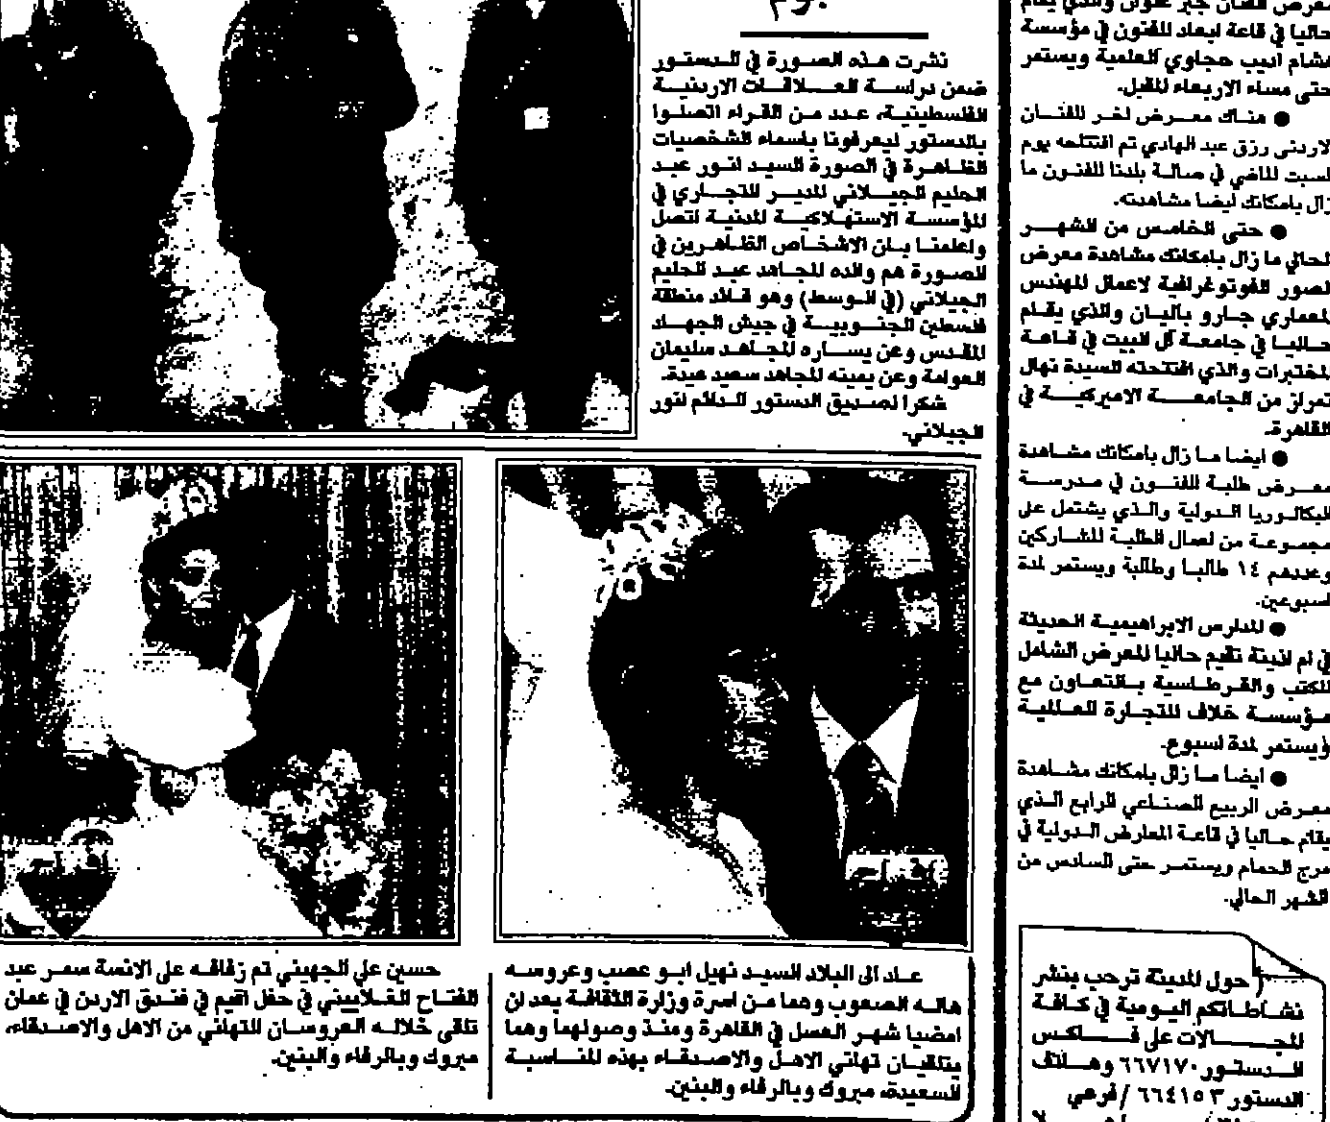 معرض الفنان جبر علوان والذي يقام
حاليا في قاعة ابعاد للفنون في مؤسسة
هشام اديب حجاوي العلمية ويستمر
حتى مساء الاربعاء المقبل.
● هناك معرض اخر للفنان
الاردني رزق عبد الهادي تم افتتاحه يوم
السبت الماضي في صالة بلدنا للفنون ما
زال بامكانك ايضا مشاهدته.
● حتى الخامس من الشهر
الحالي ما زال بامكانك مشاهدة معرض
الصور الفوتوغرافية لاعمال المهندس
المعماري جارو باليان والذي يقام
حاليا في جامعة آل البيت في قاعة
المختبرات والذي افتتحته السيدة نهال
تمراز من الجامعة الاميركية في
القاهرة.
● ايضا ما زال بامكانك مشاهدة
معرض طلبة الفنون في مدرسة
البكالوريا الدولية والذي يشتمل على
مجموعة من اعمال الطلبة المشاركين
وعددهم ١٤ طالبا وطالبة ويستمر لمدة
اسبوعين.
● المدارس الابراهيمية الحديثة
في ام اذينة تقيم حاليا المعرض الشامل
للكتب والقرطاسية بالتعاون مع
مؤسسة خلاف للتجارة العالمية
ويستمر لمدة اسبوع.
● ايضا ما زال بامكانك مشاهدة
معرض الربيع الصناعي الرابع الذي
يقام حاليا في قاعة المعارض الدولية في
مرج الحمام ويستمر حتى السادس من
الشهر الحالي.
حول المدينة ترحب بنشر
نشاطاتكم اليومية في كافة
المجالات على فاكس
الدستور ٦٦٧١٧٠ وهاتف
الدستور ٦٦٤١٥٣ /فرعي
نشرت هذه الصورة في الدستور
ضمن دراسة العلاقات الاردنية
الفلسطينية، عدد من القراء اتصلوا
بالدستور ليعرفونا باسماء الشخصيات
الظاهرة في الصورة السيد انور عبد
الحليم الجيلاني المدير التجاري في
المؤسسة الاستهلاكية المدنية اتصل
واعلمنا بان الاشخاص الظاهرين في
الصورة هم والده المجاهد عبد الحليم
الجيلاني (في الوسط) وهو قائد منطقة
فلسطين الجنوبية في جيش الجهاد
المقدس وعن يساره المجاهد سليمان
العوامة وعن يمينه المجاهد سعيد عيدة.
شكرا لصديق الدستور الدائم انور
الجيلاني.
عاد الى البلاد السيد نهيل ابو عصب وعروسه
هاله الصعوب وهما من اسرة وزارة الثقافة بعد ان
امضيا شهر العسل في القاهرة ومنذ وصولهما وهما
يتلقيان تهاني الاهل والاصدقاء بهذه المناسبة
السعيدة، مبروك وبالرفاء والبنين.
حسين علي الجهيني تم زفافه على الانسة سمر عبد
الفتاح الغلاييني في حفل اقيم في فندق الاردن في عمان
تلقى خلاله العروسان التهاني من الاهل والاصدقاء،
مبروك وبالرفاء والبنين.